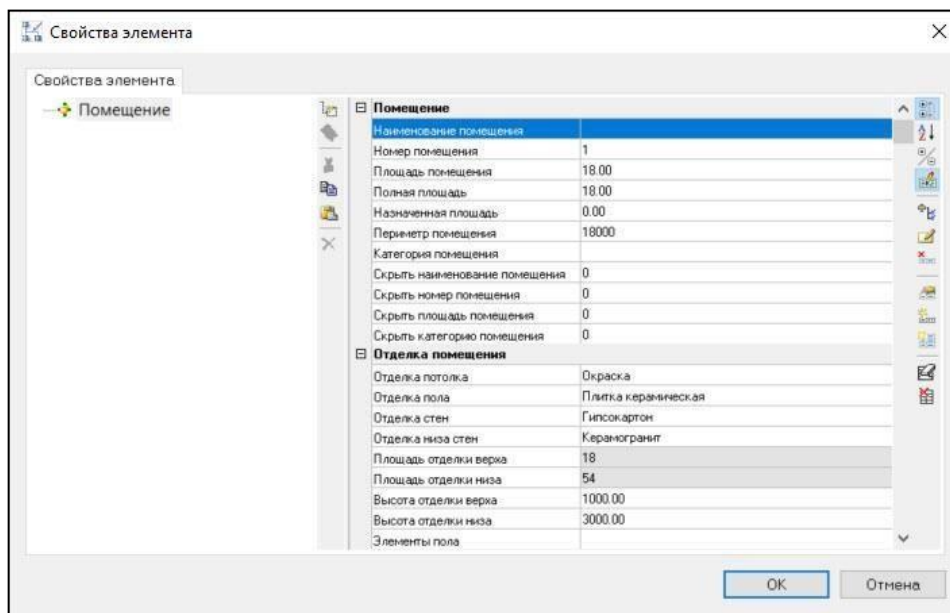 Свойства элемента
Свойства элемента
Помещение
Помещение
Наименование помещения
Номер помещения 1
Площадь помещения 18.00
Полная площадь 18.00
Назначенная площадь 0.00
Периметр помещения 18000
Категория помещения
Скрыть наименование помещения 0
Скрыть номер помещения 0
Скрыть площадь помещения 0
Скрыть категорию помещения 0
Отделка помещения
Отделка потолка Окраска
Отделка пола Плитка керамическая
Отделка стен Гипсокартон
Отделка низа стен Керамогранит
Площадь отделки верха 18
Площадь отделки низа 54
Высота отделки верха 1000.00
Высота отделки низа 3000.00
Элементы пола
OK Отмена